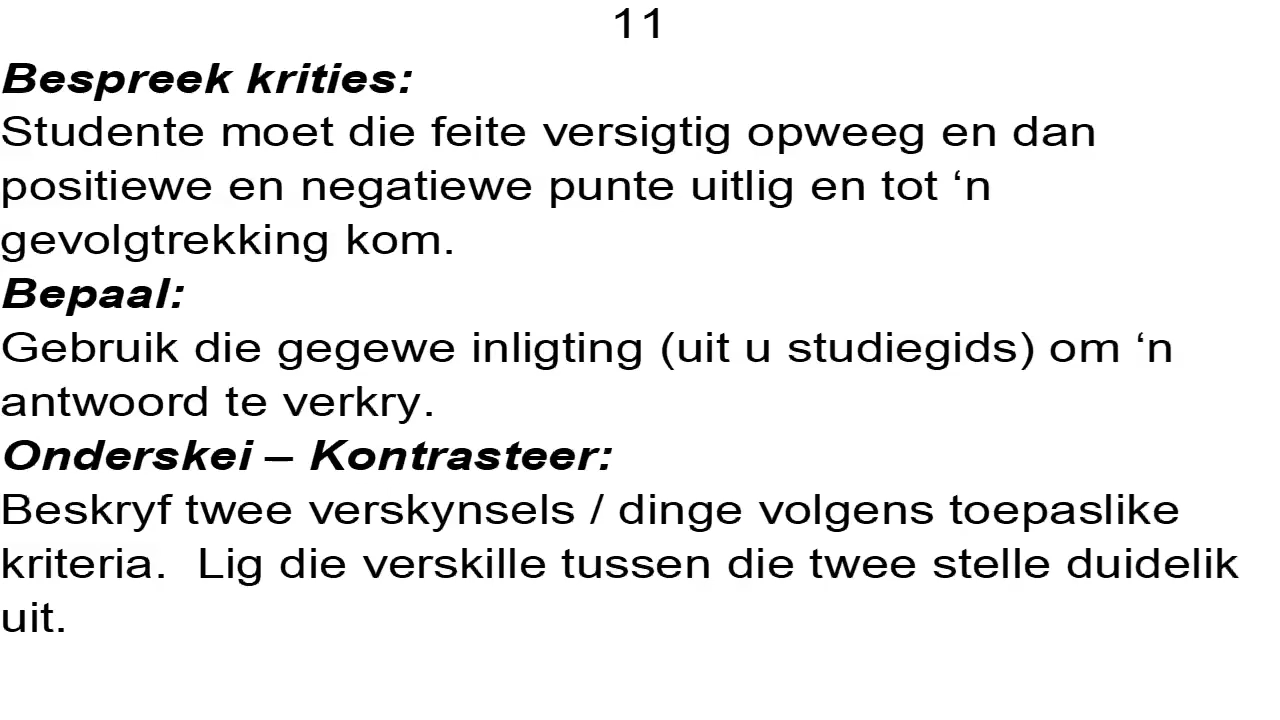 11
Bespreek krities:
Studente moet die feite versigtig opweeg en dan
positiewe en negatiewe punte uitlig en tot ‘n
gevolgtrekking kom.
Bepaal:
Gebruik die gegewe inligting (uit u studiegids) om ‘n
antwoord te verkry.
Onderskei – Kontrasteer:
Beskryf twee verskynsels / dinge volgens toepaslike
kriteria.  Lig die verskille tussen die twee stelle duidelik
uit.